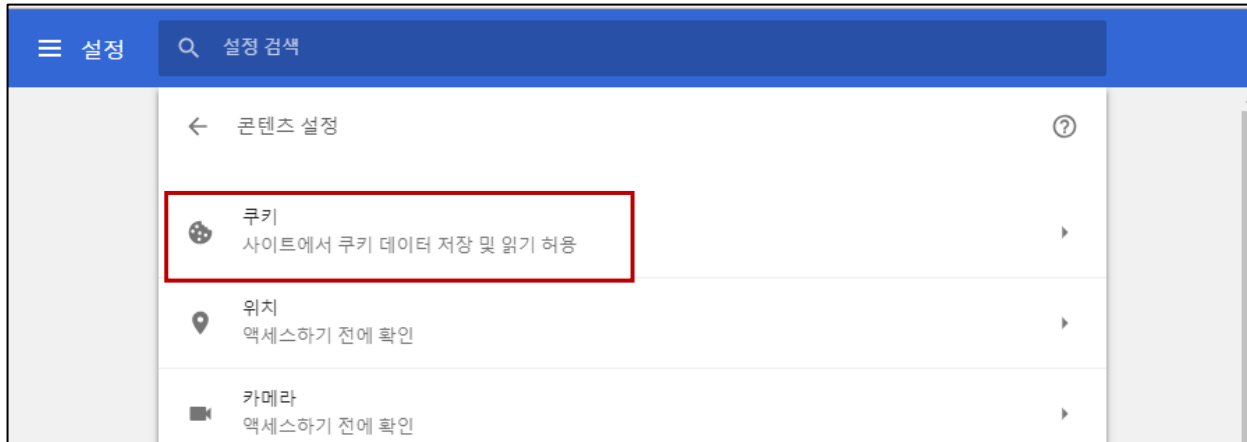 설정
설정 검색
콘텐츠 설정
쿠키
사이트에서 쿠키 데이터 저장 및 읽기 허용
위치
액세스하기 전에 확인
카메라
액세스하기 전에 확인